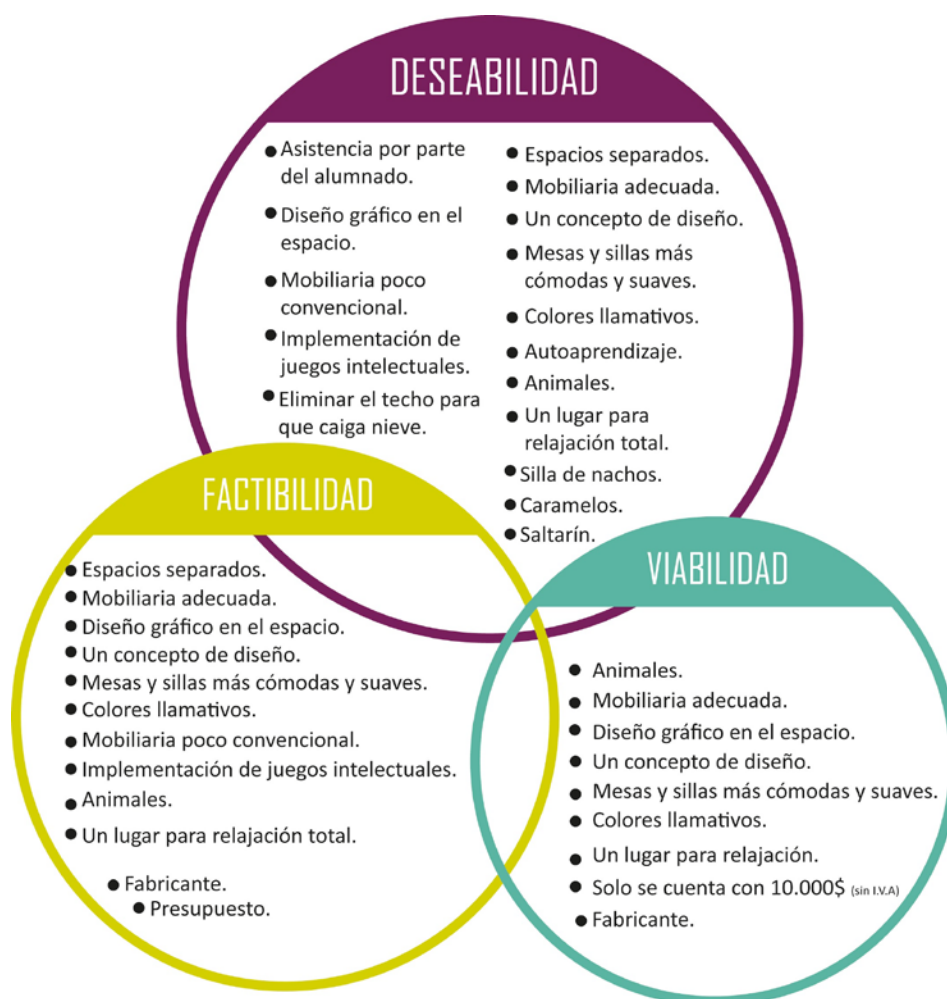 DESEABILIDAD
● Asistencia por parte
del alumnado.
● Diseño gráfico en el
espacio.
● Mobiliaria poco
convencional.
● Implementación de
juegos intelectuales.
● Eliminar el techo para
que caiga nieve.
● Espacios separados.
● Mobiliaria adecuada.
● Un concepto de diseño.
● Mesas y sillas más
cómodas y suaves.
● Colores llamativos.
● Autoaprendizaje.
● Animales.
● Un lugar para
relajación total.
● Silla de nachos.
● Caramelos.
● Saltarín.
FACTIBILIDAD
● Espacios separados.
● Mobiliaria adecuada.
● Diseño gráfico en el espacio.
● Un concepto de diseño.
● Mesas y sillas más cómodas y suaves.
● Colores llamativos.
● Mobiliaria poco convencional.
● Implementación de juegos intelectuales.
● Animales.
● Un lugar para relajación total.
● Fabricante.
● Presupuesto.
VIABILIDAD
● Animales.
● Mobiliaria adecuada.
● Diseño gráfico en el espacio.
● Un concepto de diseño.
● Mesas y sillas más cómodas y suaves.
● Colores llamativos.
● Un lugar para relajación.
● Solo se cuenta con 10.000$ (sin I.V.A)
● Fabricante.